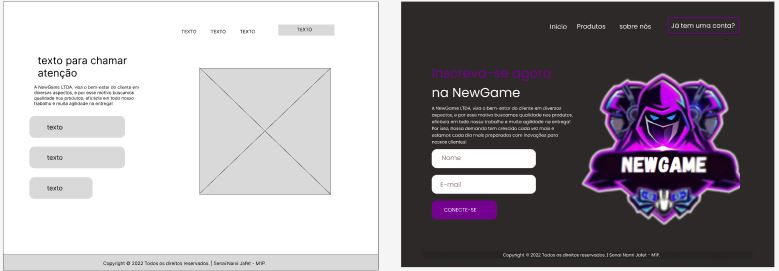 TEXTO TEXTO TEXTO TEXTO
texto para chamar
atenção
A NewGame LTDA, visa o bem-estar do cliente em
diversos aspectos, e por esse motivo buscamos
qualidade nos produtos, eficácia em todo nosso
trabalho e muita agilidade na entrega!
texto
texto
texto
Copyright © 2022 Todos os direitos reservados. | Senai Nami Jafet - M1P.
Início Produtos sobre nós Já tem uma conta?
Inscreva-se agora
na NewGame
A NewGame LTDA, visa o bem-estar do cliente em diversos
aspectos, e por esse motivo buscamos qualidade nos produtos,
eficácia em todo nosso trabalho e muita agilidade na entrega!
Por isso, nossa demanda tem crescido cada vez mais e
estamos cada dia mais preparados com inovações para
nossos clientes!
Nome
E-mail
CONECTE-SE
NEWGAME
Copyright © 2022 Todos os direitos reservados. | Senai Nami Jafet - M1P.